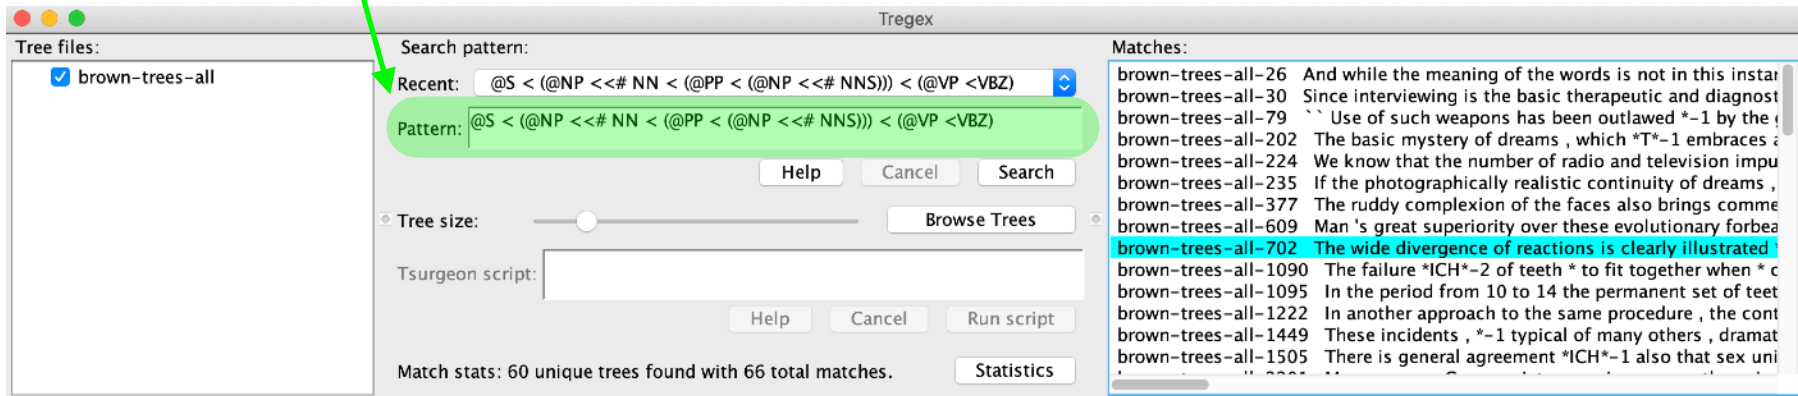 Tregex
Tree files:
brown-trees-all
Search pattern:
Recent: @S < (@NP <<# NN < (@PP < (@NP <<# NNS))) < (@VP <VBZ)
Pattern: @S < (@NP <<# NN < (@PP < (@NP <<# NNS))) < (@VP <VBZ)
Help Cancel Search
Tree size: Browse Trees
Tsurgeon script:
Help Cancel Run script
Match stats: 60 unique trees found with 66 total matches. Statistics
Matches:
brown-trees-all-26 And while the meaning of the words is not in this
brown-trees-all-30 Since interviewing is the basic therapeutic and
brown-trees-all-79 `` Use of such weapons has been outlawed *-1 by the
brown-trees-all-202 The basic mystery of dreams , which *T*-1 embraces
brown-trees-all-224 We know that the number of radio and television
brown-trees-all-235 If the photographically realistic continuity of dreams ,
brown-trees-all-377 The ruddy complexion of the faces also brings
brown-trees-all-609 Man 's great superiority over these evolutionary
brown-trees-all-702 The wide divergence of reactions is clearly illustrated
brown-trees-all-1090 The failure *ICH*-2 of teeth * to fit together when *
brown-trees-all-1095 In the period from 10 to 14 the permanent set of
brown-trees-all-1222 In another approach to the same procedure , the
brown-trees-all-1449 These incidents , *-1 typical of many others ,
brown-trees-all-1505 There is general agreement *ICH*-1 also that sex